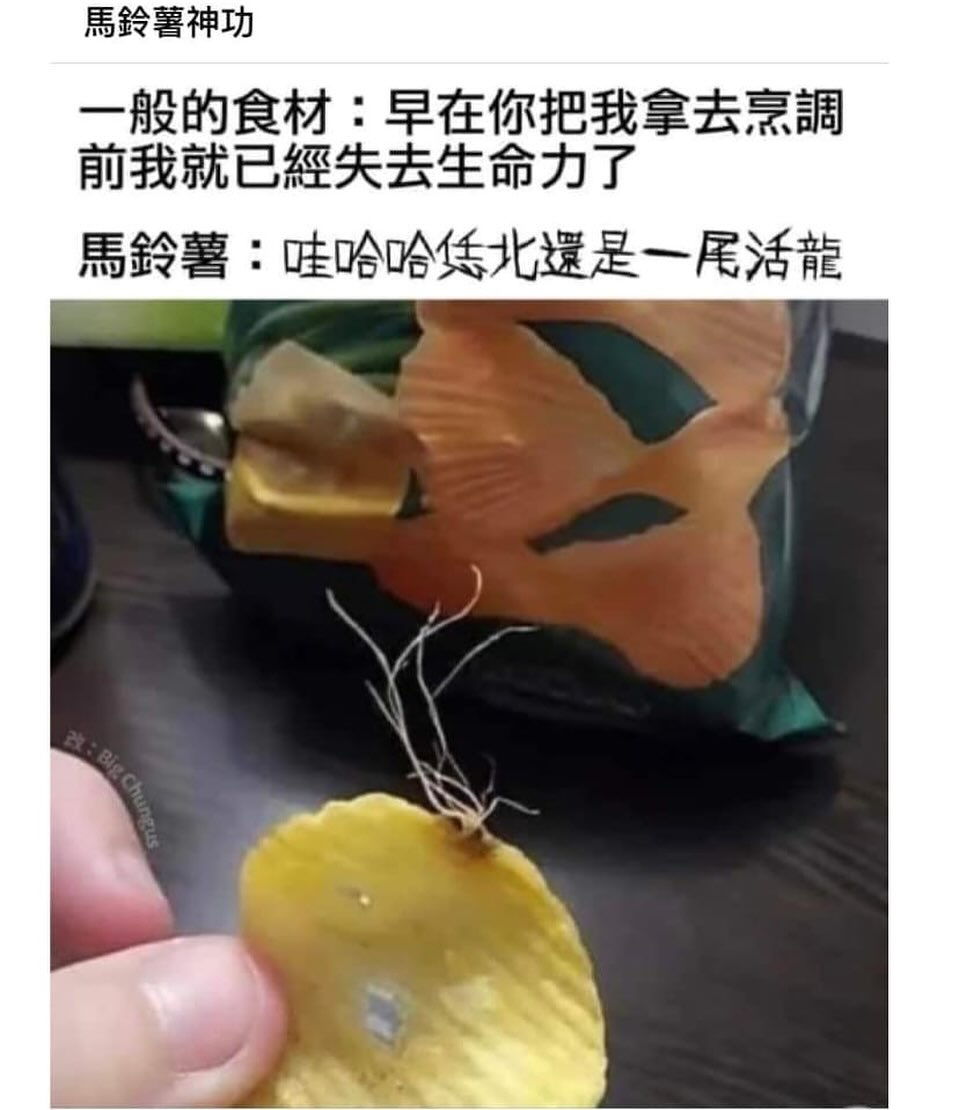 馬鈴薯神功
一般的食材：早在你把我拿去烹調
前我就已經失去生命力了
馬鈴薯：哇哈哈恁北還是一尾活龍
改：Big Chungus